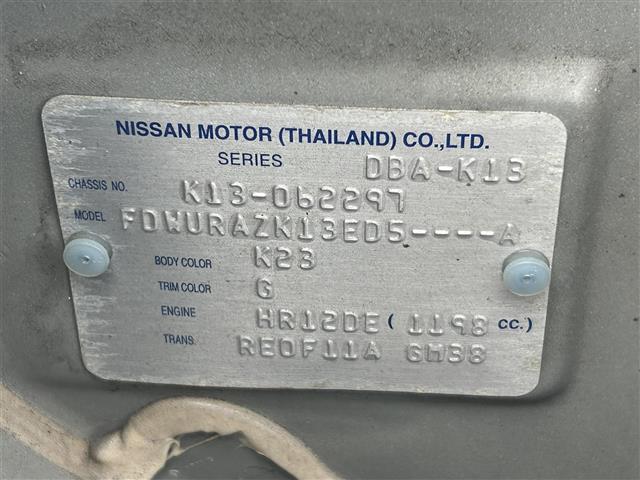 NISSAN MOTOR (THAILAND) CO.,LTD.
SERIES DBA-K13
CHASSIS NO. K13-062297
MODEL FDWURAZK13ED5----A
BODY COLOR K23
TRIM COLOR G
ENGINE HR12DE ( 1198 CC. )
TRANS. RE0F11A GM38